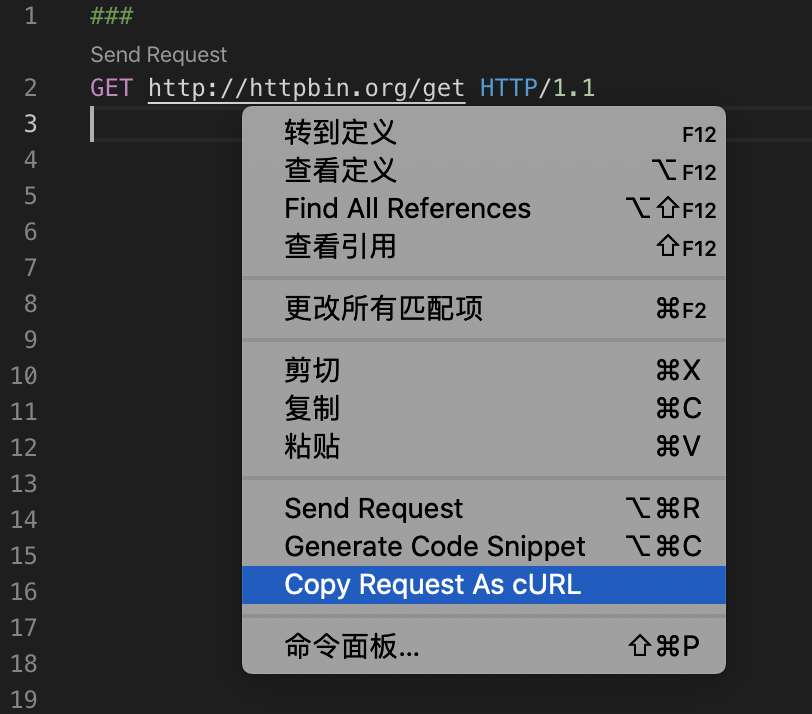 1 ###
Send Request
2 GET http://httpbin.org/get HTTP/1.1
3
4
5
6
7
8
9
10
11
12
13
14
15
16
17
18
19
转到定义 F12
查看定义 ⌥F12
Find All References ⌥⇧F12
查看引用 ⇧F12
更改所有匹配项 ⌘F2
剪切 ⌘X
复制 ⌘C
粘贴 ⌘V
Send Request ⌥⌘R
Generate Code Snippet ⌥⌘C
Copy Request As cURL
命令面板... ⇧⌘P